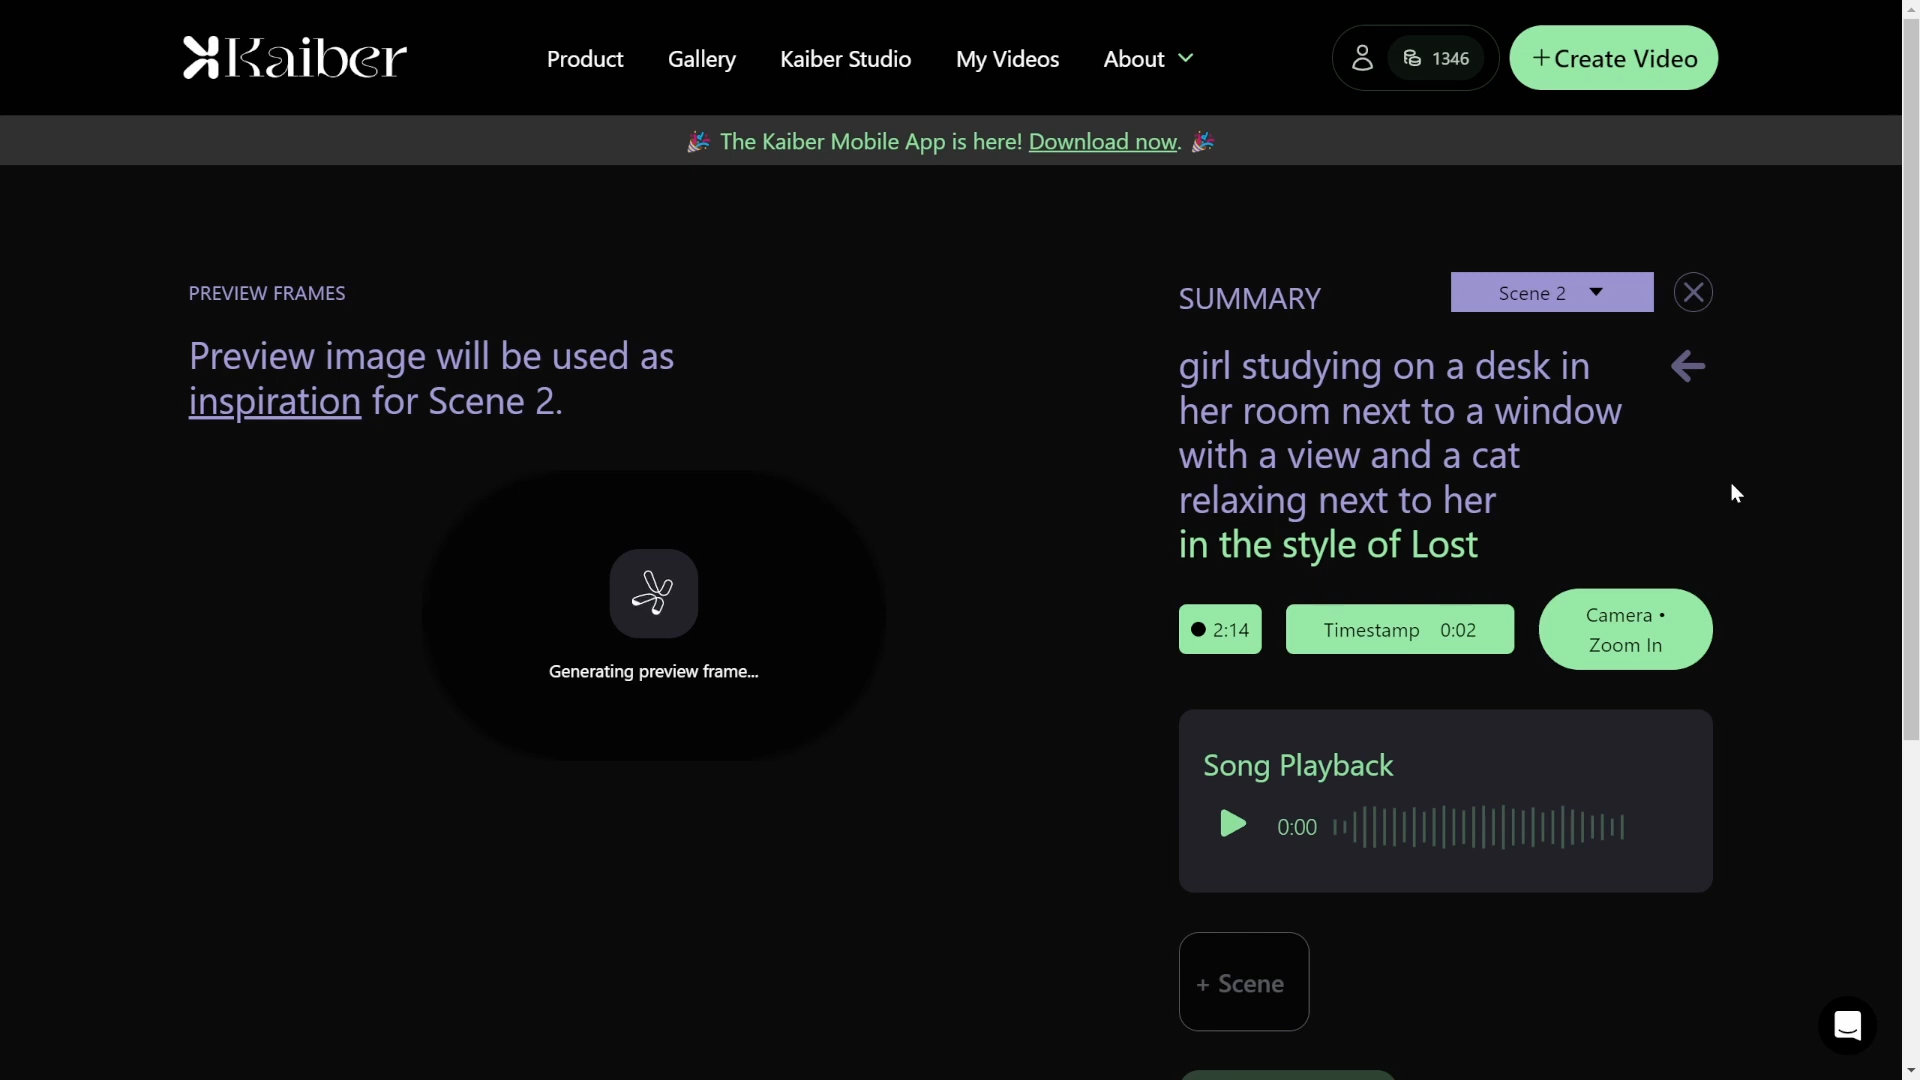 Kaiber
Product
Gallery
Kaiber Studio
My Videos
About
1346
+ Create Video
🎉 The Kaiber Mobile App is here! Download now. 🎉
PREVIEW FRAMES
Preview image will be used as
inspiration for Scene 2.
Generating preview frame...
SUMMARY
Scene 2
girl studying on a desk in
her room next to a window
with a view and a cat
relaxing next to her
in the style of Lost
2:14
Timestamp 0:02
Camera •
Zoom In
Song Playback
0:00
+ Scene